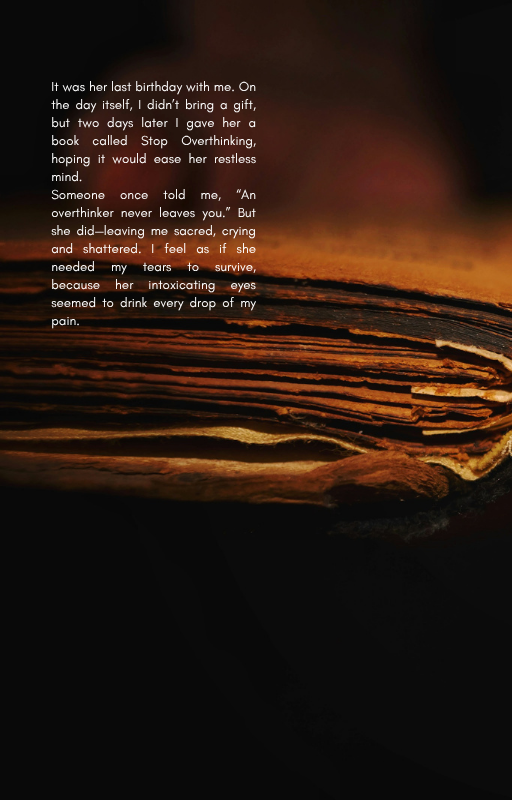 It was her last birthday with me. On
the day itself, I didn’t bring a gift,
but two days later I gave her a
book called Stop Overthinking,
hoping it would ease her restless
mind.
Someone once told me, “An
overthinker never leaves you.” But
she did—leaving me sacred, crying
and shattered. I feel as if she
needed my tears to survive,
because her intoxicating eyes
seemed to drink every drop of my
pain.